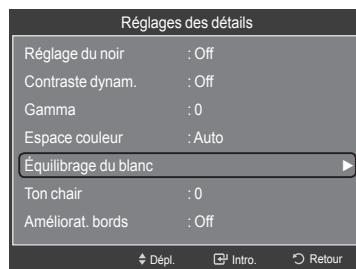 Réglages des détails
Réglage du noir : Off
Contraste dynam. : Off
Gamma : 0
Espace couleur : Auto
Équilibrage du blanc
Ton chair : 0
Améliorat. bords : Off
Dépl. Intro. Retour